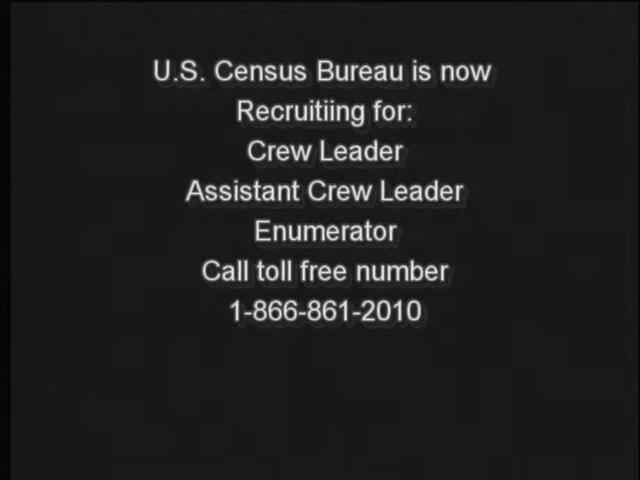 U.S. Census Bureau is now
Recruitiing for:
Crew Leader
Assistant Crew Leader
Enumerator
Call toll free number
1-866-861-2010